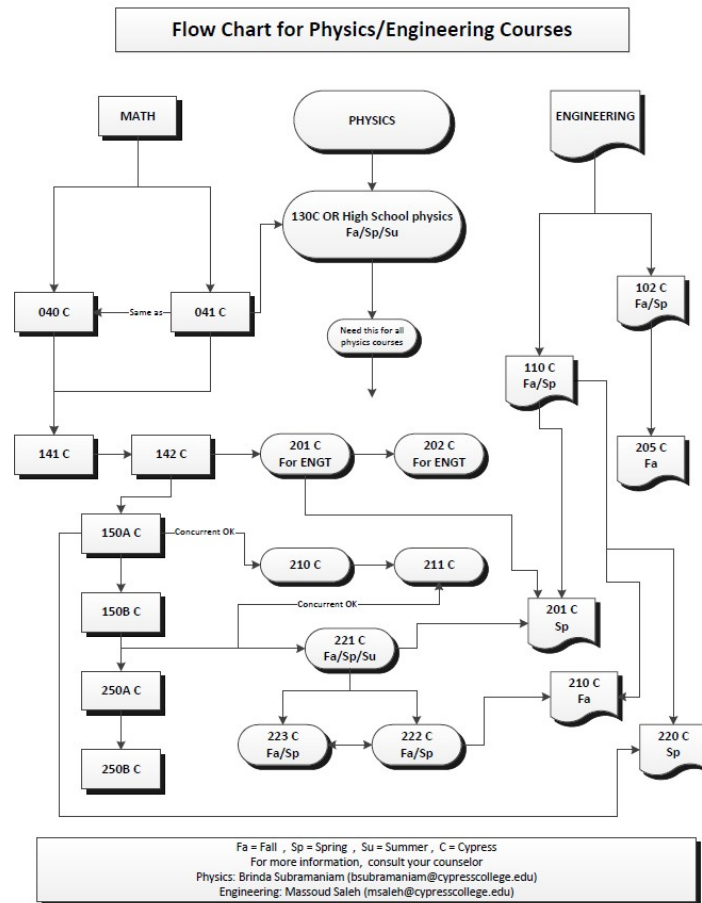 Flow Chart for Physics/Engineering Courses
MATH
PHYSICS
ENGINEERING
130C OR High School physics
Fa/Sp/Su
102 C
Fa/Sp
040 C
Same as
041 C
Need this for all
physics courses
110 C
Fa/Sp
141 C
142 C
201 C
For ENGT
202 C
For ENGT
205 C
Fa
150A C
Concurrent OK
210 C
211 C
150B C
Concurrent OK
201 C
Sp
221 C
Fa/Sp/Su
250A C
210 C
Fa
223 C
Fa/Sp
222 C
Fa/Sp
220 C
Sp
250B C
Fa = Fall , Sp = Spring , Su = Summer , C = Cypress
For more information, consult your counselor
Physics: Brinda Subramaniam (bsubramaniam@cypresscollege.edu)
Engineering: Massoud Saleh (msaleh@cypresscollege.edu)